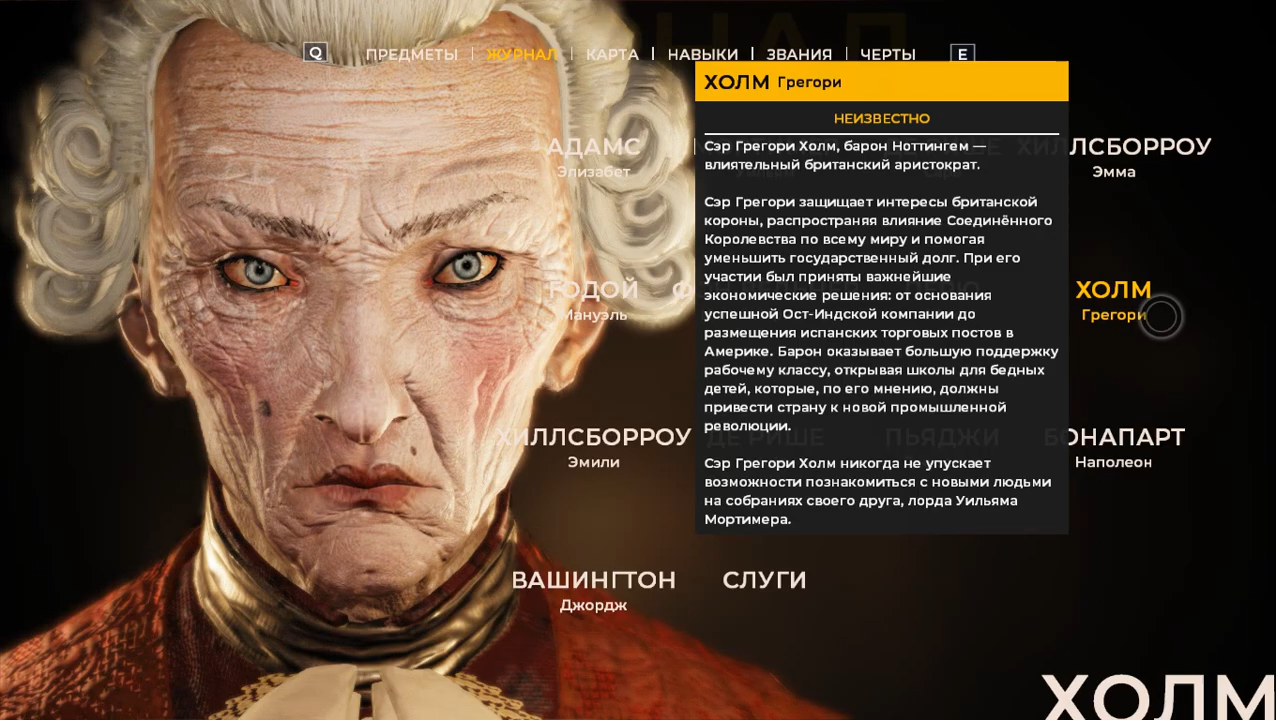 Q ПРЕДМЕТЫ | ЖУРНАЛ | КАРТА | НАВЫКИ | ЗВАНИЯ | ЧЕРТЫ E
ХОЛМ Грегори
НЕИЗВЕСТНО
Сэр Грегори Холм, барон Ноттингем —
влиятельный британский аристократ.
Сэр Грегори защищает интересы британской
короны, распространяя влияние Соединённого
Королевства по всему миру и помогая
уменьшить государственный долг. При его
участии был приняты важнейшие
экономические решения: от основания
успешной Ост-Индской компании до
размещения испанских торговых постов в
Америке. Барон оказывает большую поддержку
рабочему классу, открывая школы для бедных
детей, которые, по его мнению, должны
привести страну к новой промышленной
революции.
Сэр Грегори Холм никогда не упускает
возможности познакомиться с новыми людьми
на собраниях своего друга, лорда Уильяма
Мортимера.
АДАМС
Элизабет
ХИЛЛСБОРРОУ
Эмма
ГОДОЙ
Мануэль
ХОЛМ
Грегори
ХИЛЛСБОРРОУ
Эмили
ДЕ РИШЕ
ПЬЯДЖИ
БОНАПАРТ
Наполеон
ВАШИНГТОН
Джордж
СЛУГИ
ХОЛМ